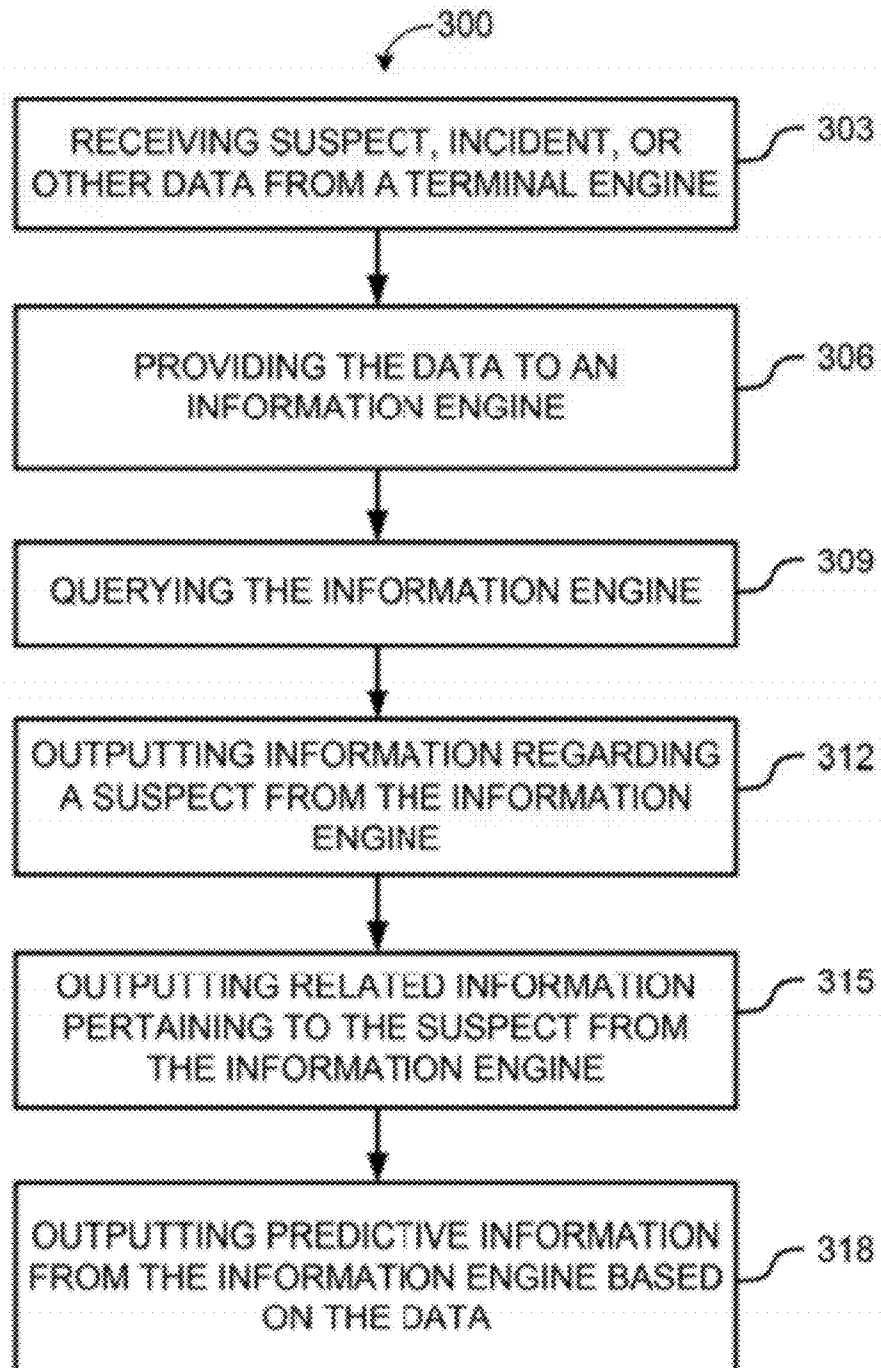 300
RECEIVING SUSPECT, INCIDENT, OR
OTHER DATA FROM A TERMINAL ENGINE
303
PROVIDING THE DATA TO AN
INFORMATION ENGINE
306
QUERYING THE INFORMATION ENGINE
309
OUTPUTTING INFORMATION REGARDING
A SUSPECT FROM THE INFORMATION
ENGINE
312
OUTPUTTING RELATED INFORMATION
PERTAINING TO THE SUSPECT FROM
THE INFORMATION ENGINE
315
OUTPUTTING PREDICTIVE INFORMATION
FROM THE INFORMATION ENGINE BASED
ON THE DATA
318